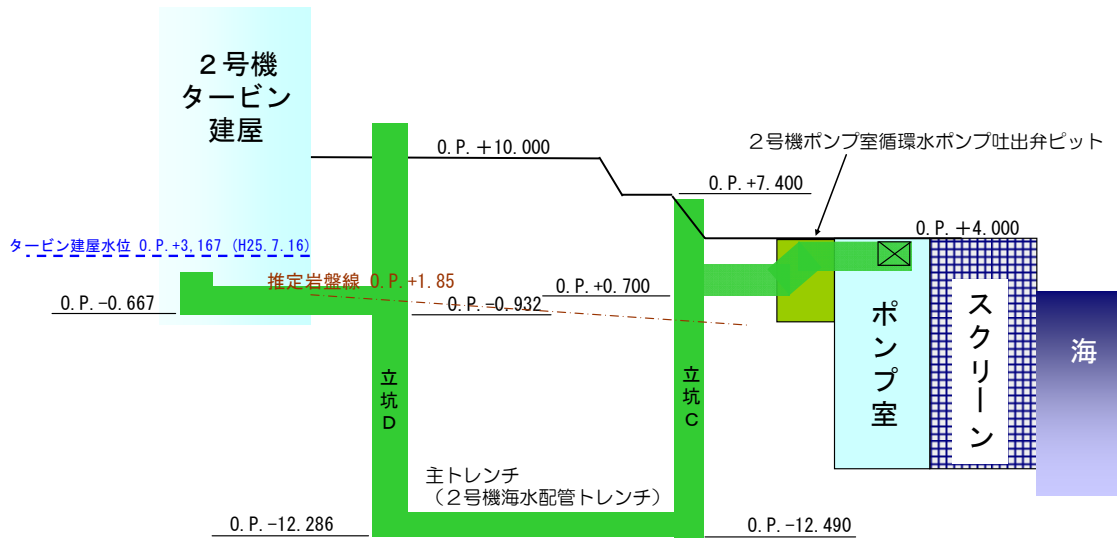 ２号機
タービン
建屋
O.P.＋10.000
２号機ポンプ室循環水ポンプ吐出弁ピット
O.P.+7.400
O.P.＋4.000
タービン建屋水位 O.P.+3,167 (H25.7.16)
推定岩盤線 O.P.+1.85
O.P.-0.667
O.P.-0.932
O.P.+0.700
立坑D
立坑C
ポンプ室
スクリーン
海
主トレンチ
（２号機海水配管トレンチ）
O.P.-12.286
O.P.-12.490